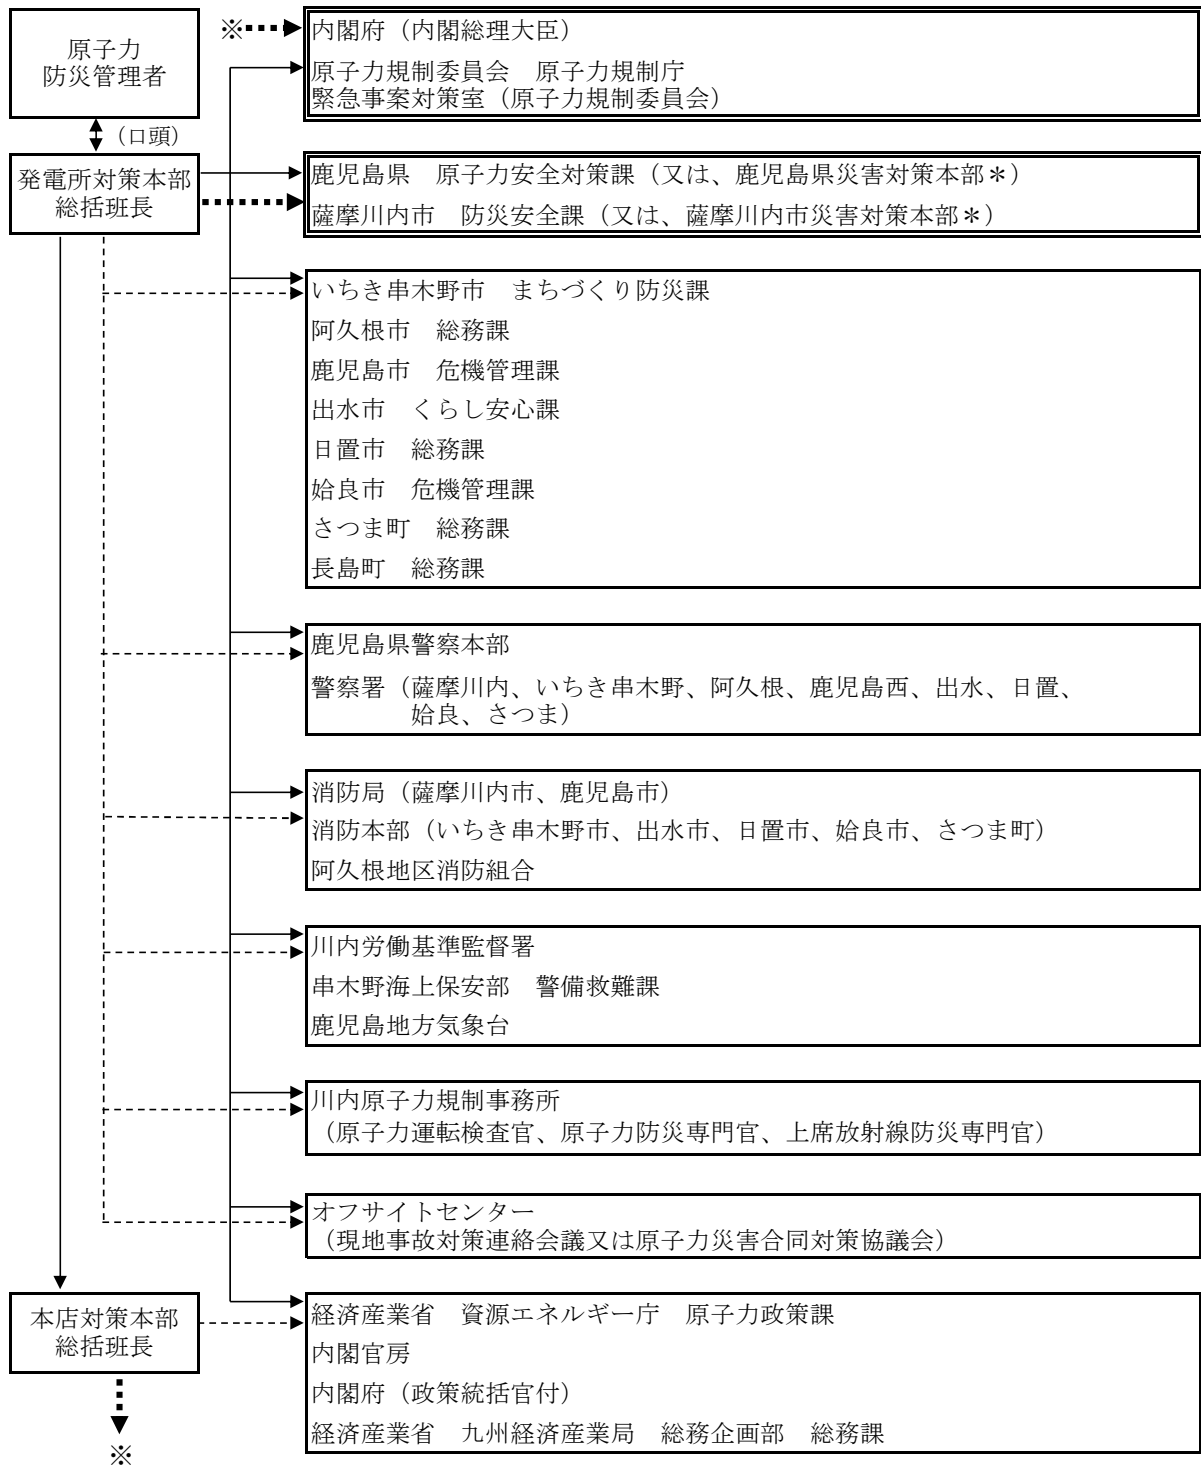 原子力
防災管理者
(口頭)
発電所対策本部
総括班長
※
内閣府(内閣総理大臣)
原子力規制委員会 原子力規制庁
緊急事案対策室(原子力規制委員会)
鹿児島県 原子力安全対策課(又は、鹿児島県災害対策本部*)
薩摩川内市 防災安全課(又は、薩摩川内市災害対策本部*)
いちき串木野市 まちづくり防災課
阿久根市 総務課
鹿児島市 危機管理課
出水市 くらし安心課
日置市 総務課
姶良市 危機管理課
さつま町 総務課
長島町 総務課
鹿児島県警察本部
警察署(薩摩川内、いちき串木野、阿久根、鹿児島西、出水、日置、
姶良、さつま)
消防局(薩摩川内市、鹿児島市)
消防本部(いちき串木野市、出水市、日置市、姶良市、さつま町)
阿久根地区消防組合
川内労働基準監督署
串木野海上保安部 警備救難課
鹿児島地方気象台
川内原子力規制事務所
(原子力運転検査官、原子力防災専門官、上席放射線防災専門官)
オフサイトセンター
(現地事故対策連絡会議又は原子力災害合同対策協議会)
本店対策本部
総括班長
※
経済産業省 資源エネルギー庁 原子力政策課
内閣官房
内閣府(政策統括官付)
経済産業省 九州経済産業局 総務企画部 総務課